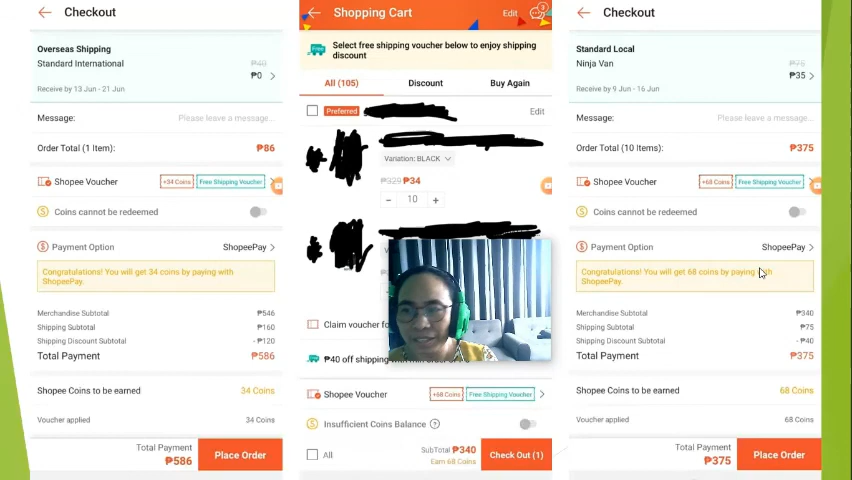 Checkout
Overseas Shipping
Standard International
₱40
₱0
Receive by 13 Jun - 21 Jun
Message:
Please leave a message...
Order Total (1 Item):
₱86
Shopee Voucher
+34 Coins
Free Shipping Voucher
Coins cannot be redeemed
Payment Option
ShopeePay
Congratulations! You will get 34 coins by paying with
ShopeePay.
Merchandise Subtotal
₱546
Shipping Subtotal
₱160
Shipping Discount Subtotal
- ₱120
Total Payment
₱586
Shopee Coins to be earned
34 Coins
Voucher applied
34 Coins
Total Payment
₱586
Place Order
Shopping Cart
Edit
3
Free
Select free shipping voucher below to enjoy shipping
discount
All (105)
Discount
Buy Again
Preferred
Edit
Variation: BLACK
₱329 ₱34
- 10 +
Claim voucher
₱40 off shipping
Shopee Voucher
+68 Coins
Free Shipping Voucher
Insufficient Coins Balance
All
SubTotal ₱340
Earn 68 Coins
Check Out (1)
Checkout
Standard Local
Ninja Van
₱75
₱35
Receive by 9 Jun - 16 Jun
Message:
Please leave a message...
Order Total (10 Items):
₱375
Shopee Voucher
+68 Coins
Free Shipping Voucher
Coins cannot be redeemed
Payment Option
ShopeePay
Congratulations! You will get 68 coins by paying with
ShopeePay.
Merchandise Subtotal
₱340
Shipping Subtotal
₱75
Shipping Discount Subtotal
- ₱40
Total Payment
₱375
Shopee Coins to be earned
68 Coins
Voucher applied
68 Coins
Total Payment
₱375
Place Order